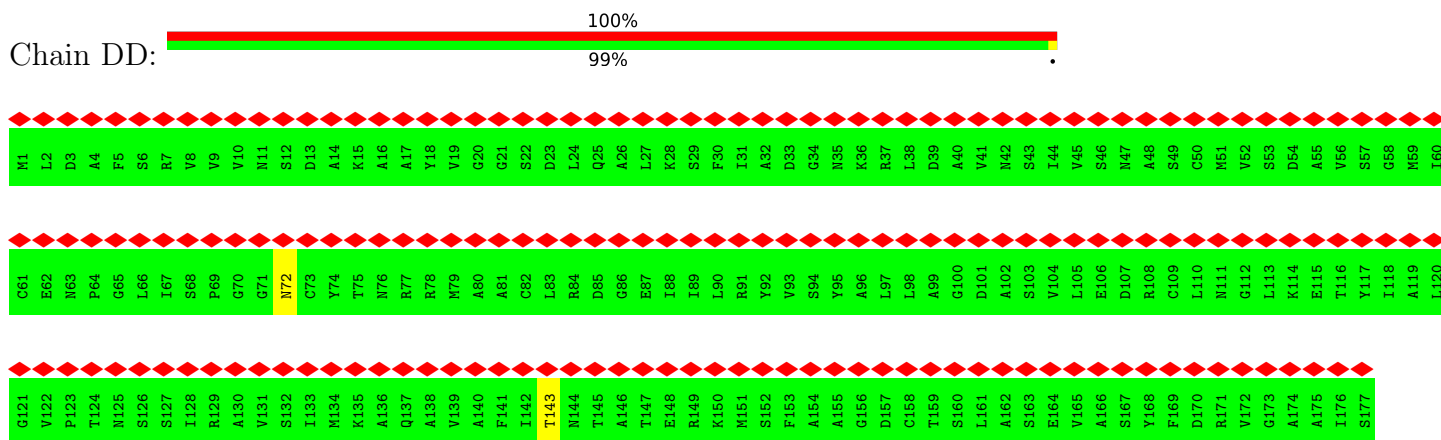 100%
Chain DD:
99% .
M1 L2 D3 A4 F5 S6 R7 V8 V9 V10 N11 S12 D13 A14 K15 A16 A17 Y18 V19 G20 G21 S22 D23 L24 Q25 A26 L27 K28 S29 F30 I31 A32 D33 G34 N35 K36 R37 L38 D39 A40 V41 N42 S43 I44 V45 S46 N47 A48 S49 C50 M51 V52 S53 D54 A55 V56 S57 G58 M59 I60
C61 E62 N63 P64 G65 L66 I67 S68 P69 G70 G71 N72 C73 Y74 T75 N76 R77 R78 M79 A80 A81 C82 L83 R84 D85 G86 E87 I88 I89 L90 R91 Y92 V93 S94 Y95 A96 L97 L98 A99 G100 D101 A102 S103 V104 L105 E106 D107 R108 C109 L110 N111 G112 L113 K114 E115 T116 Y117 I118 A119 L120
G121 V122 P123 T124 N125 S126 S127 I128 R129 A130 V131 S132 I133 M134 K135 A136 Q137 A138 V139 A140 F141 I142 T143 N144 T145 A146 T147 E148 R149 K150 M151 S152 F153 A154 A155 G156 D157 C158 T159 S160 L161 A162 S163 E164 V165 A166 S167 Y168 F169 D170 R171 V172 G173 A174 A175 I176 S177